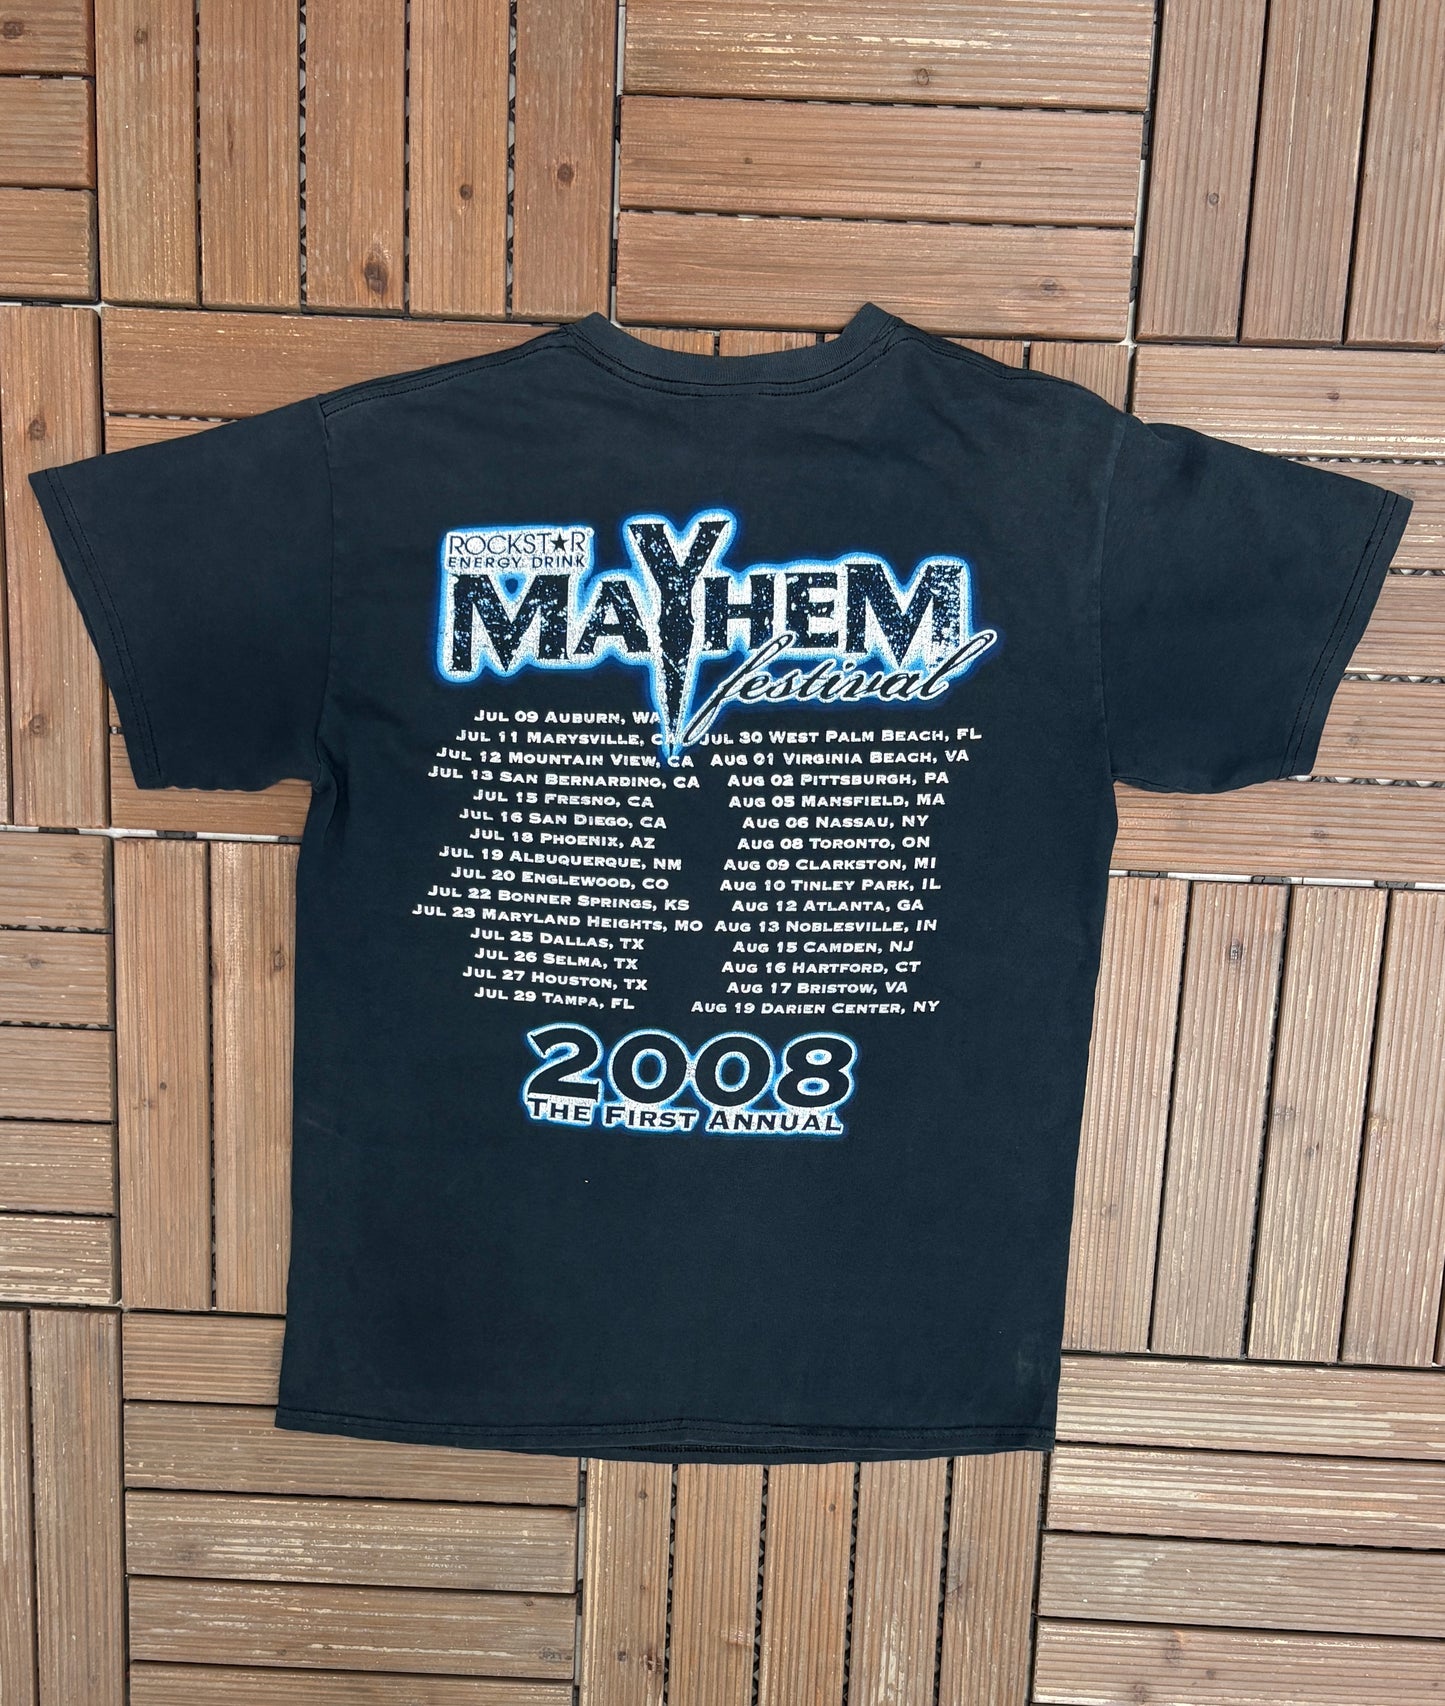 ROCKST★R
ENERGY DRINK
MAYHEM
festival
Jul 09 Auburn, WA
Jul 11 Marysville, CA
Jul 12 Mountain View, CA
Jul 13 San Bernardino, CA
Jul 15 Fresno, CA
Jul 16 San Diego, CA
Jul 18 Phoenix, AZ
Jul 19 Albuquerque, NM
Jul 20 Englewood, CO
Jul 22 Bonner Springs, KS
Jul 23 Maryland Heights, MO
Jul 25 Dallas, TX
Jul 26 Selma, TX
Jul 27 Houston, TX
Jul 29 Tampa, FL
Jul 30 West Palm Beach, FL
Aug 01 Virginia Beach, VA
Aug 02 Pittsburgh, PA
Aug 05 Mansfield, MA
Aug 06 Nassau, NY
Aug 08 Toronto, ON
Aug 09 Clarkston, MI
Aug 10 Tinley Park, IL
Aug 12 Atlanta, GA
Aug 13 Noblesville, IN
Aug 15 Camden, NJ
Aug 16 Hartford, CT
Aug 17 Bristow, VA
Aug 19 Darien Center, NY
2008
The First Annual